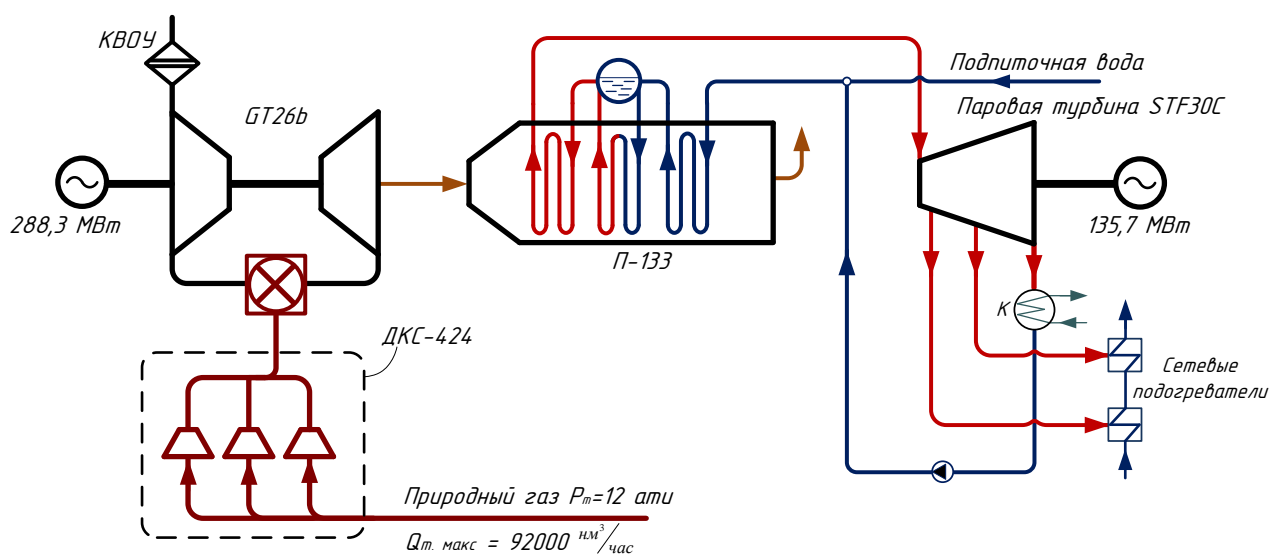 КВОУ
GT26b
288,3 МВт
Подпиточная вода
Паровая турбина STF30C
135,7 МВт
П-133
К
ДКС-424
Сетевые
подогреватели
Природный газ Pт=12 ати
Qт. макс = 92000 нм³/час